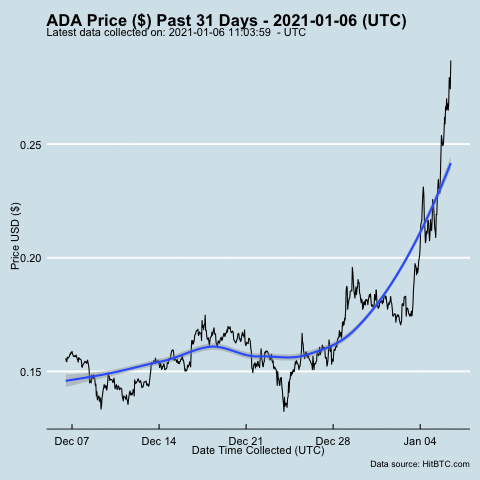 ADA Price ($) Past 31 Days - 2021-01-06 (UTC)
Latest data collected on: 2021-01-06 11:03:59 - UTC
0.25
0.20
0.15
Price USD ($)
Dec 07
Dec 14
Dec 21
Dec 28
Jan 04
Date Time Collected (UTC)
Data source: HitBTC.com